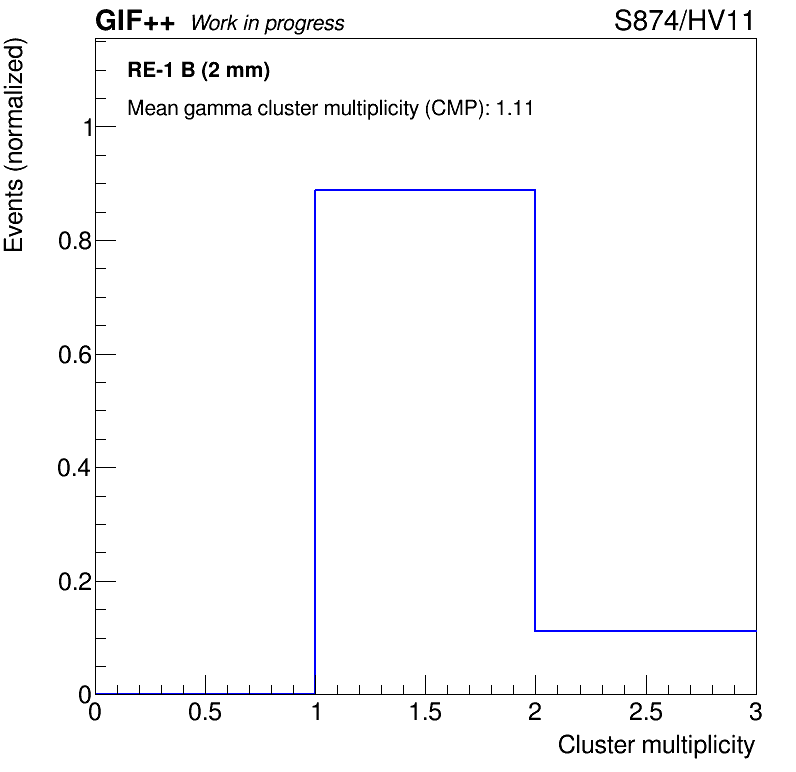 GIF++ Work in progress S874/HV11
RE-1 B (2 mm)
Mean gamma cluster multiplicity (CMP): 1.11
Events (normalized)
1
0.8
0.6
0.4
0.2
0
0 0.5 1 1.5 2 2.5 3
Cluster multiplicity